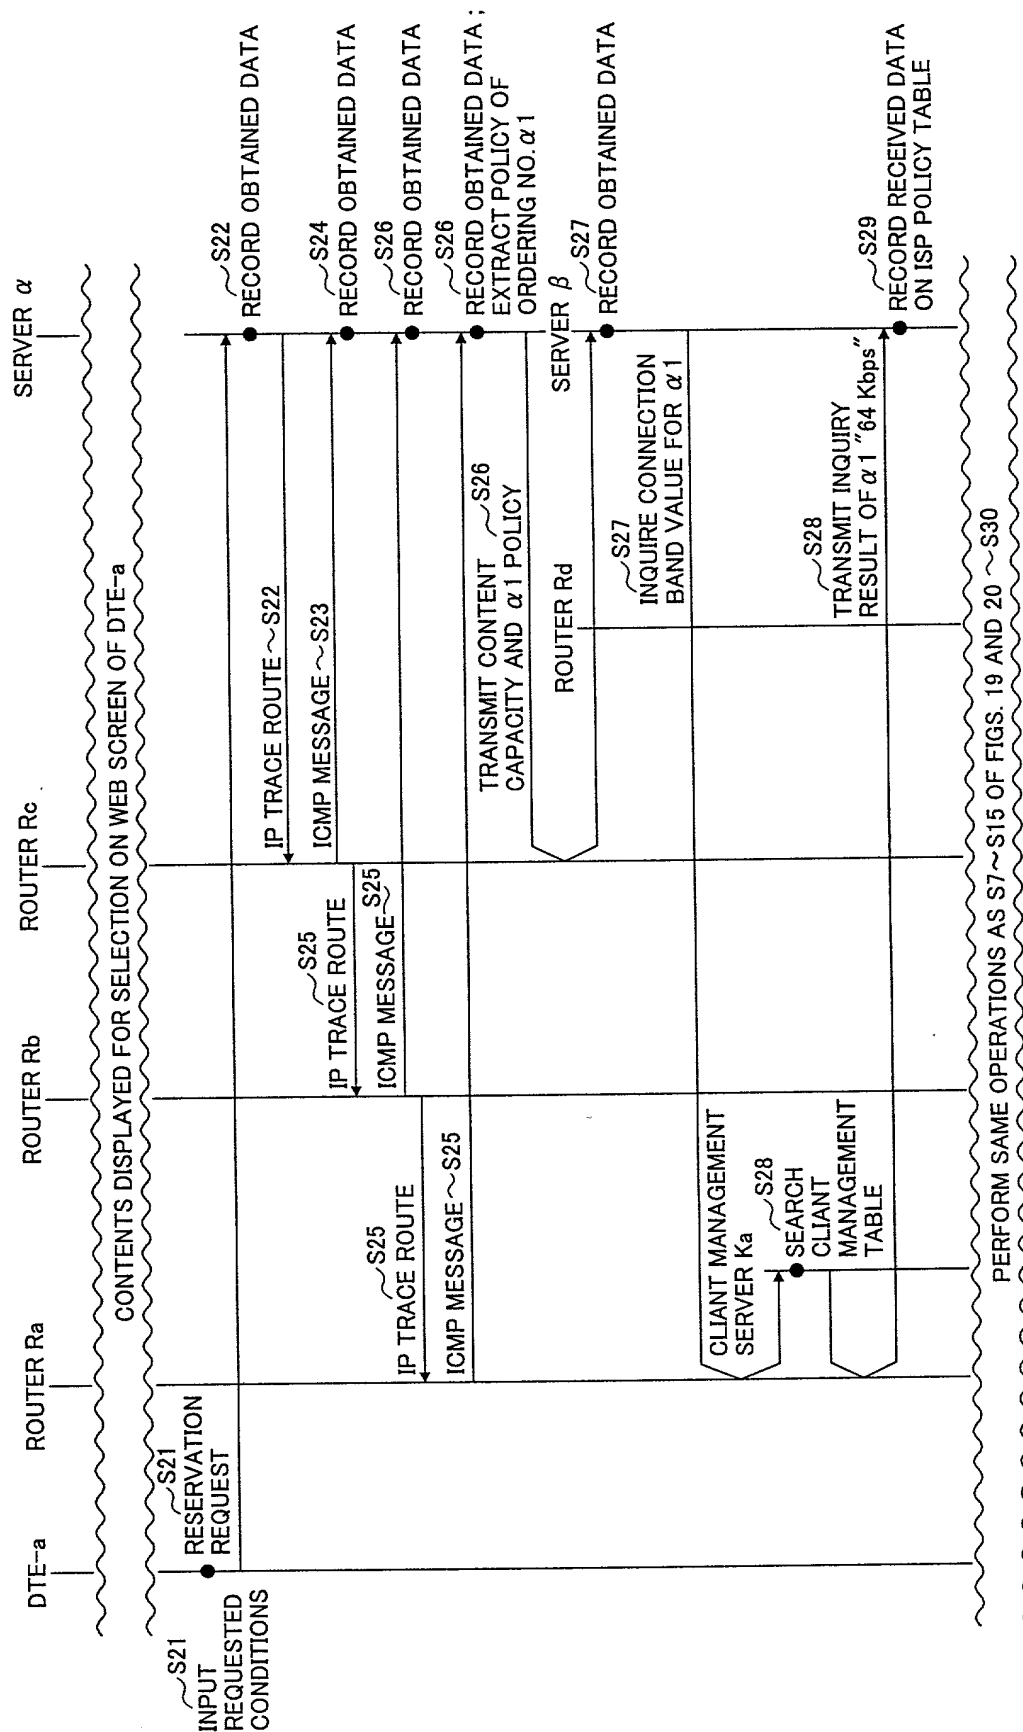 DTE-a
ROUTER Ra
ROUTER Rb
ROUTER Rc
SERVER α
CONTENTS DISPLAYED FOR SELECTION ON WEB SCREEN OF DTE-a
~S21
INPUT
REQUESTED
CONDITIONS
~S21
RESERVATION
REQUEST
~S22
RECORD OBTAINED DATA
IP TRACE ROUTE~S22
ICMP MESSAGE~S23
~S24
RECORD OBTAINED DATA
~S25
IP TRACE ROUTE
ICMP MESSAGE~S25
~S26
RECORD OBTAINED DATA
~S25
IP TRACE ROUTE
ICMP MESSAGE~S25
~S26
RECORD OBTAINED DATA ;
EXTRACT POLICY OF
ORDERING NO. α1
TRANSMIT CONTENT ~S26
CAPACITY AND α1 POLICY
ROUTER Rd
SERVER β
~S27
RECORD OBTAINED DATA
~S27
INQUIRE CONNECTION
BAND VALUE FOR α1
CLIANT MANAGEMENT
SERVER Ka
~S28
SEARCH
CLIANT
MANAGEMENT
TABLE
~S28
TRANSMIT INQUIRY
RESULT OF α1 "64 Kbps"
~S29
RECORD RECEIVED DATA
ON ISP POLICY TABLE
PERFORM SAME OPERATIONS AS S7~S15 OF FIGS. 19 AND 20 ~S30